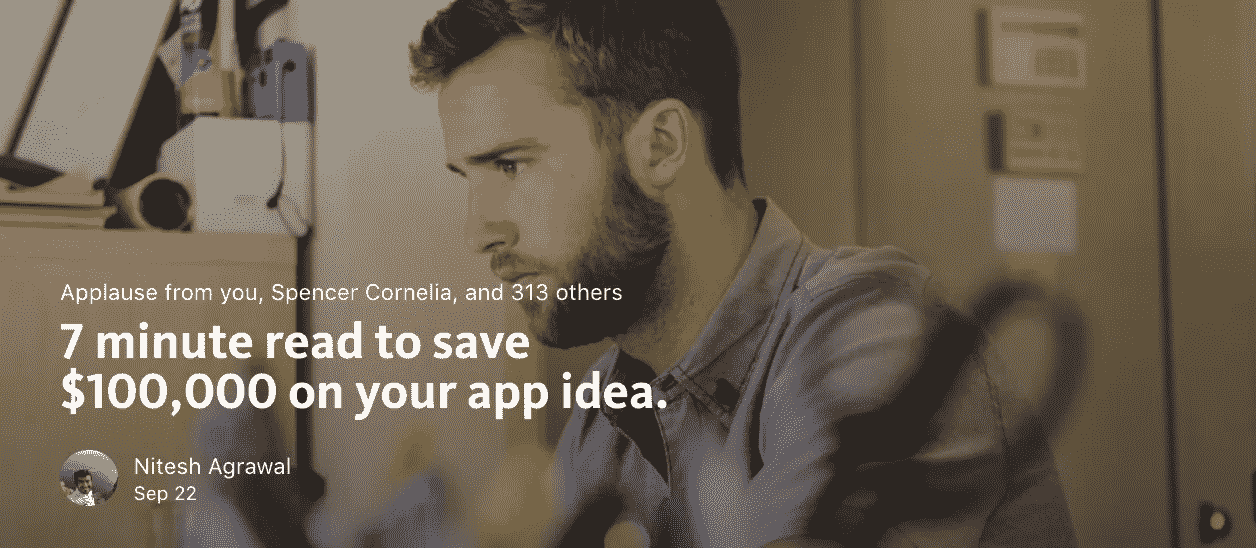 Applause from you, Spencer Cornelia, and 313 others
7 minute read to save
$100,000 on your app idea.
Nitesh Agrawal
Sep 22